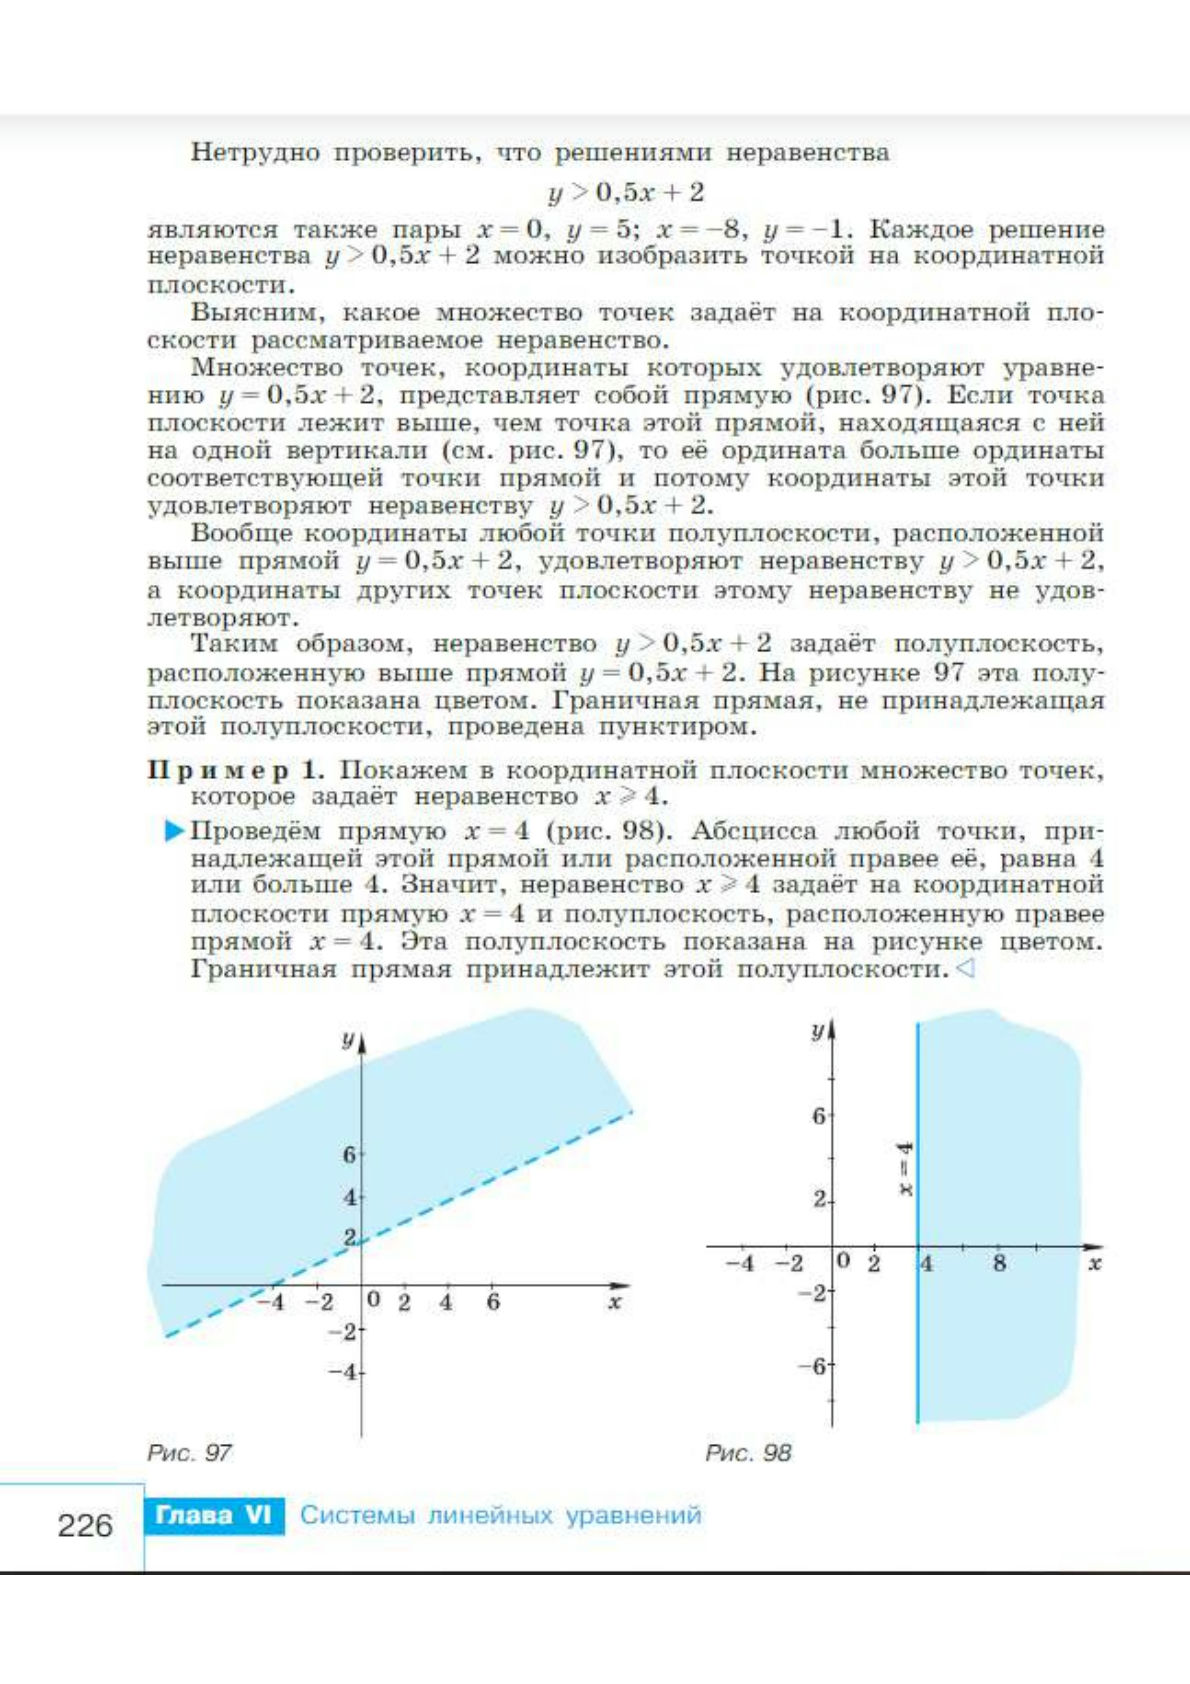 Нетрудно проверить, что решениями неравенства
y > 0,5x + 2
являются также пары x = 0, y = 5; x = −8, y = −1. Каждое решение
неравенства y > 0,5x + 2 можно изобразить точкой на координатной
плоскости.
Выясним, какое множество точек задаёт на координатной пло-
скости рассматриваемое неравенство.
Множество точек, координаты которых удовлетворяют уравне-
нию y = 0,5x + 2, представляет собой прямую (рис. 97). Если точка
плоскости лежит выше, чем точка этой прямой, находящаяся с ней
на одной вертикали (см. рис. 97), то её ордината больше ординаты
соответствующей точки прямой и потому координаты этой точки
удовлетворяют неравенству y > 0,5x + 2.
Вообще координаты любой точки полуплоскости, расположенной
выше прямой y = 0,5x + 2, удовлетворяют неравенству y > 0,5x + 2,
а координаты других точек плоскости этому неравенству не удов-
летворяют.
Таким образом, неравенство y > 0,5x + 2 задаёт полуплоскость,
расположенную выше прямой y = 0,5x + 2. На рисунке 97 эта полу-
плоскость показана цветом. Граничная прямая, не принадлежащая
этой полуплоскости, проведена пунктиром.
Пример 1. Покажем в координатной плоскости множество точек,
которое задаёт неравенство x ⩾ 4.
▶ Проведём прямую x = 4 (рис. 98). Абсцисса любой точки, при-
надлежащей этой прямой или расположенной правее её, равна 4
или больше 4. Значит, неравенство x ⩾ 4 задаёт на координатной
плоскости прямую x = 4 и полуплоскость, расположенную правее
прямой x = 4. Эта полуплоскость показана на рисунке цветом.
Граничная прямая принадлежит этой полуплоскости. ◁
y
6
4
2
−4 −2 0 2 4 6 x
−2
−4
Рис. 97
y
6
x = 4
2
−4 −2 0 2 4 8 x
−2
−6
Рис. 98
226 Глава VI Системы линейных уравнений